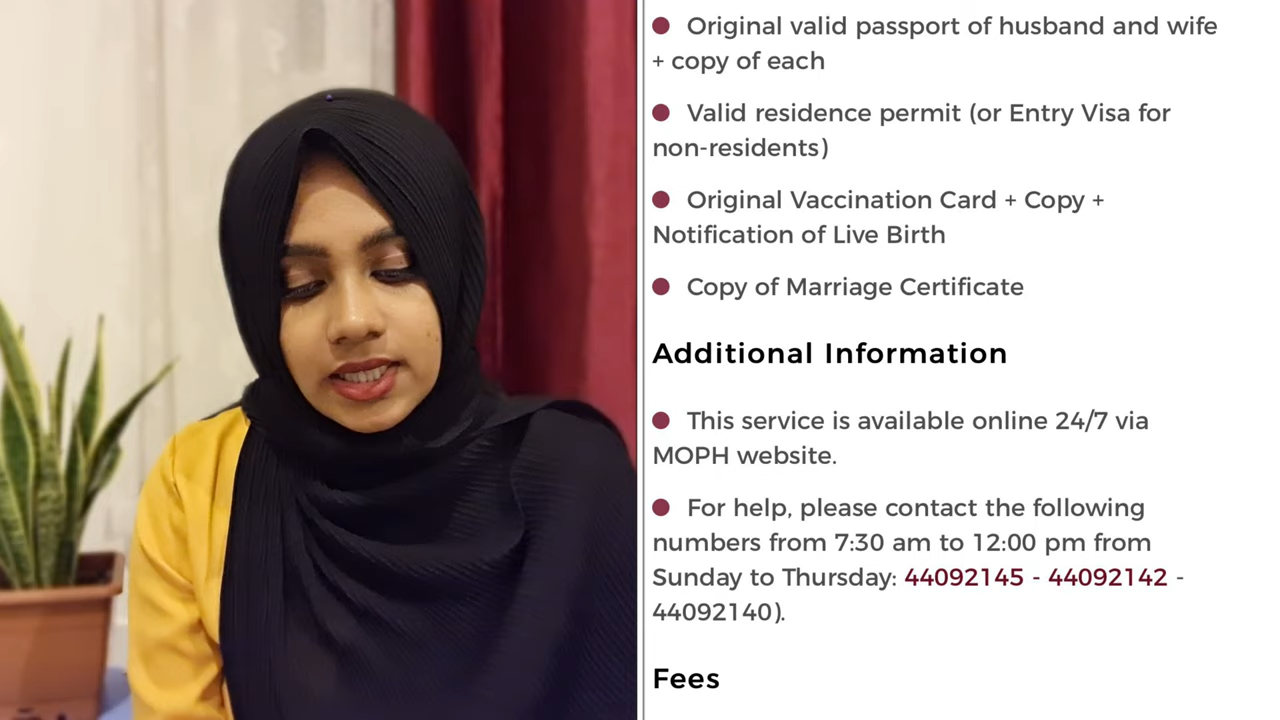 ● Original valid passport of husband and wife
+ copy of each
● Valid residence permit (or Entry Visa for
non-residents)
● Original Vaccination Card + Copy +
Notification of Live Birth
● Copy of Marriage Certificate
Additional Information
● This service is available online 24/7 via
MOPH website.
● For help, please contact the following
numbers from 7:30 am to 12:00 pm from
Sunday to Thursday: 44092145 - 44092142 -
44092140).
Fees